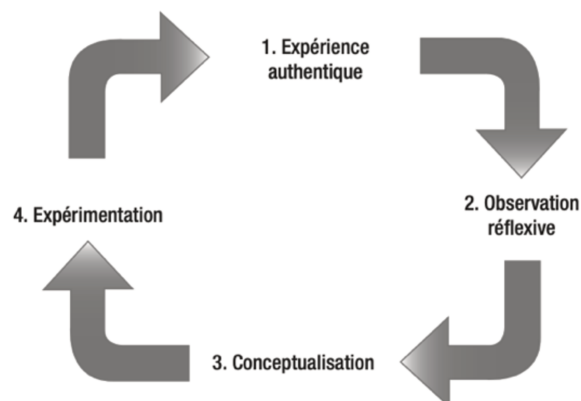 1. Expérience
authentique
2. Observation
réflexive
3. Conceptualisation
4. Expérimentation